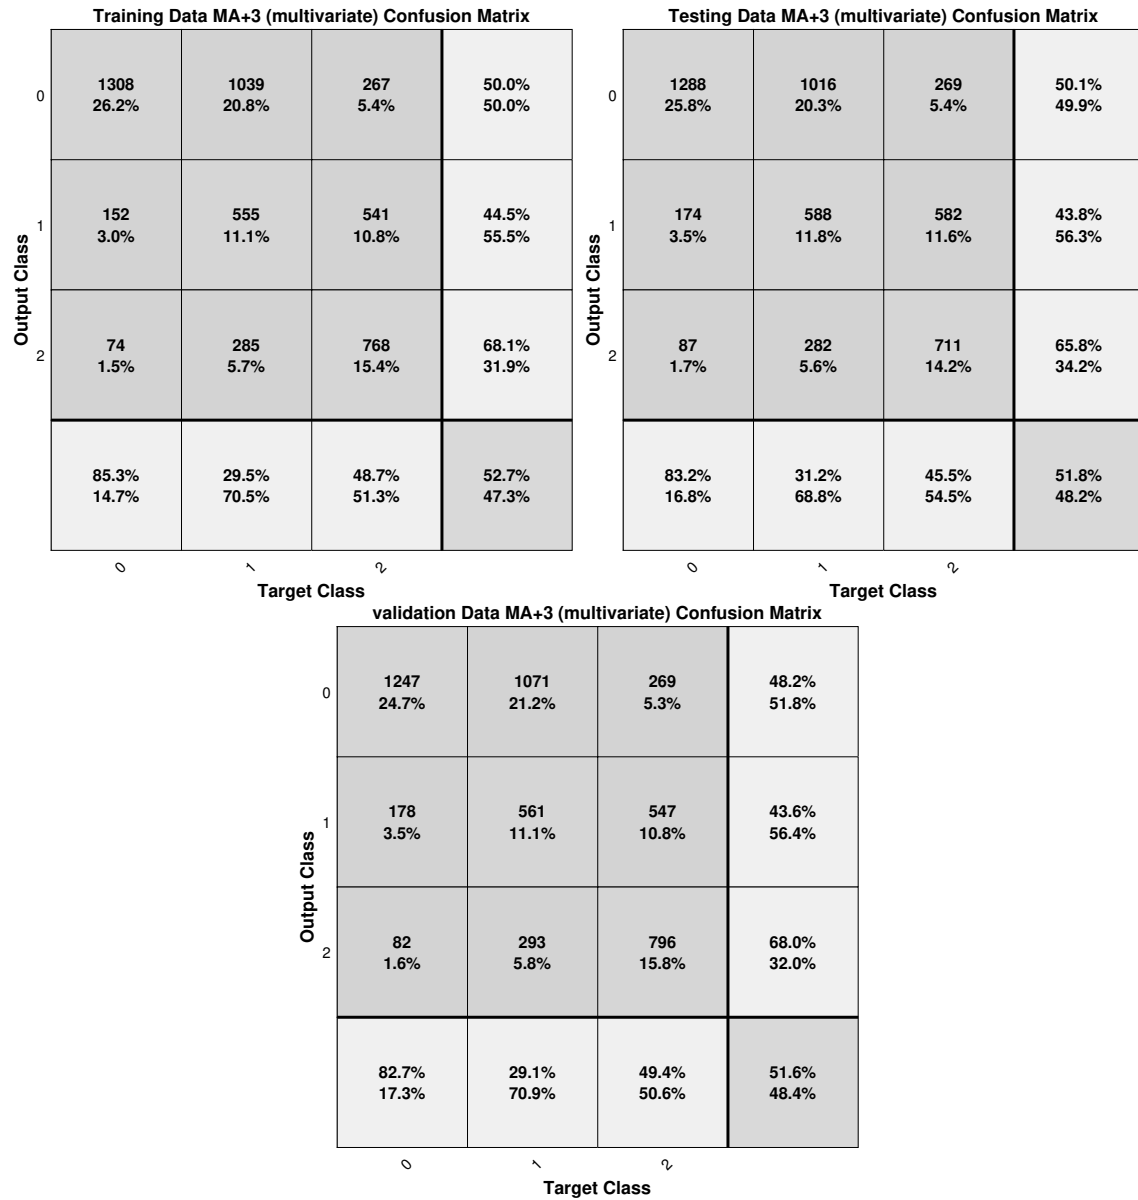 Training Data MA+3 (multivariate) Confusion Matrix
Output Class
0
1308 1039 267 50.0%
26.2% 20.8% 5.4% 50.0%
1
152 555 541 44.5%
3.0% 11.1% 10.8% 55.5%
2
74 285 768 68.1%
1.5% 5.7% 15.4% 31.9%
85.3% 29.5% 48.7% 52.7%
14.7% 70.5% 51.3% 47.3%
0 1 2
Target Class
Testing Data MA+3 (multivariate) Confusion Matrix
Output Class
0
1288 1016 269 50.1%
25.8% 20.3% 5.4% 49.9%
1
174 588 582 43.8%
3.5% 11.8% 11.6% 56.3%
2
87 282 711 65.8%
1.7% 5.6% 14.2% 34.2%
83.2% 31.2% 45.5% 51.8%
16.8% 68.8% 54.5% 48.2%
0 1 2
Target Class
validation Data MA+3 (multivariate) Confusion Matrix
Output Class
0
1247 1071 269 48.2%
24.7% 21.2% 5.3% 51.8%
1
178 561 547 43.6%
3.5% 11.1% 10.8% 56.4%
2
82 293 796 68.0%
1.6% 5.8% 15.8% 32.0%
82.7% 29.1% 49.4% 51.6%
17.3% 70.9% 50.6% 48.4%
0 1 2
Target Class